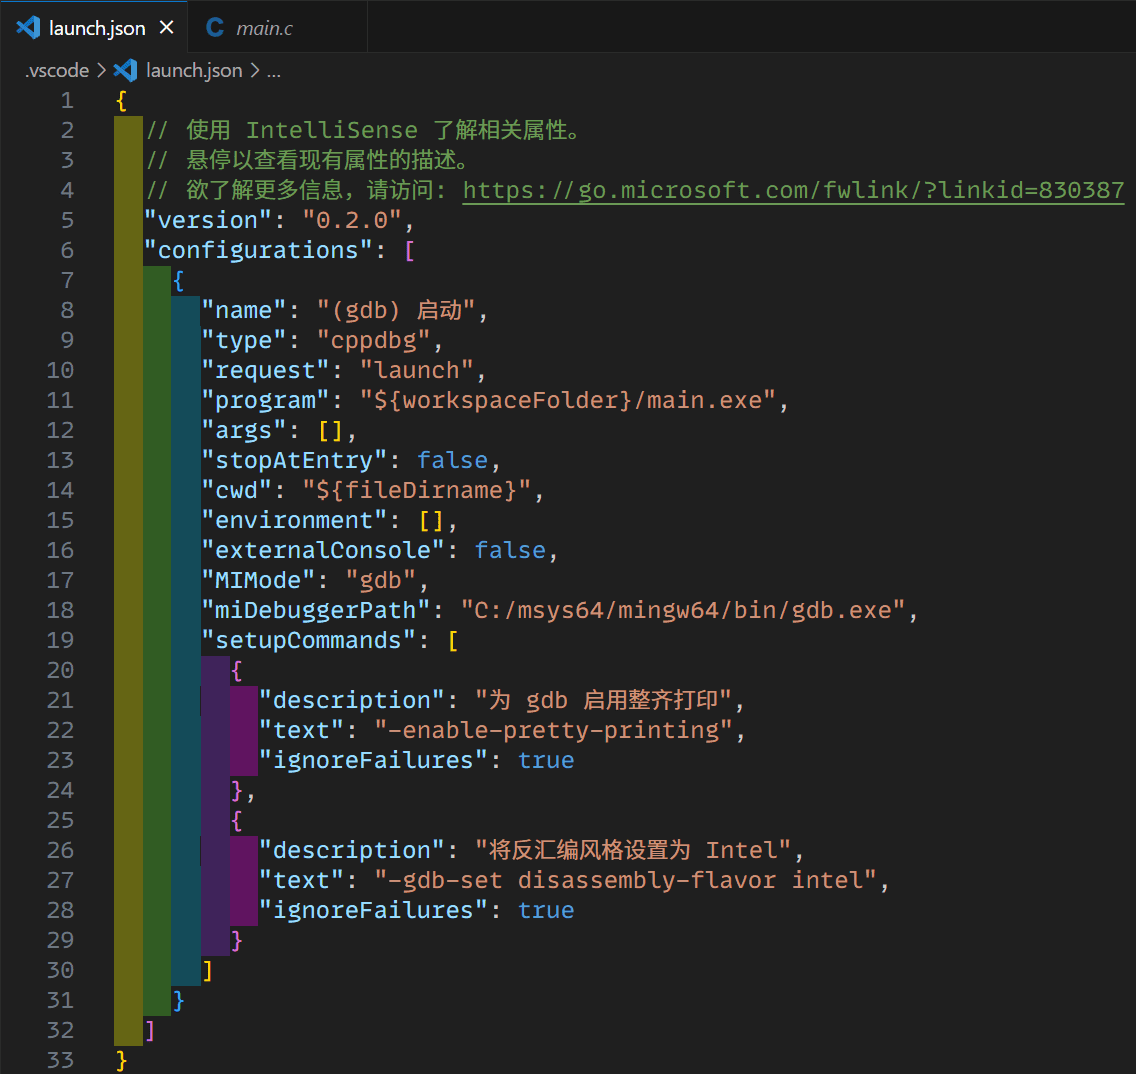 launch.json × C main.c
.vscode > launch.json > ...
1 {
2 // 使用 IntelliSense 了解相关属性。
3 // 悬停以查看现有属性的描述。
4 // 欲了解更多信息，请访问: https://go.microsoft.com/fwlink/?linkid=830387
5 "version": "0.2.0",
6 "configurations": [
7 {
8 "name": "(gdb) 启动",
9 "type": "cppdbg",
10 "request": "launch",
11 "program": "${workspaceFolder}/main.exe",
12 "args": [],
13 "stopAtEntry": false,
14 "cwd": "${fileDirname}",
15 "environment": [],
16 "externalConsole": false,
17 "MIMode": "gdb",
18 "miDebuggerPath": "C:/msys64/mingw64/bin/gdb.exe",
19 "setupCommands": [
20 {
21 "description": "为 gdb 启用整齐打印",
22 "text": "-enable-pretty-printing",
23 "ignoreFailures": true
24 },
25 {
26 "description": "将反汇编风格设置为 Intel",
27 "text": "-gdb-set disassembly-flavor intel",
28 "ignoreFailures": true
29 }
30 ]
31 }
32 ]
33 }